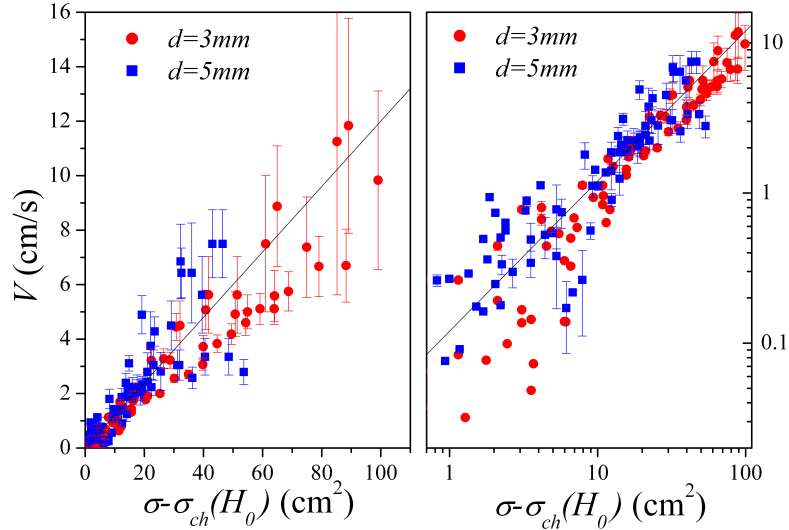 16
14
12
10
8
6
4
2
0
V (cm/s)
d=3mm
d=5mm
0 20 40 60 80 100
σ-σch(H0) (cm2)
d=3mm
d=5mm
10
1
0.1
1 10 100
σ-σch(H0) (cm2)